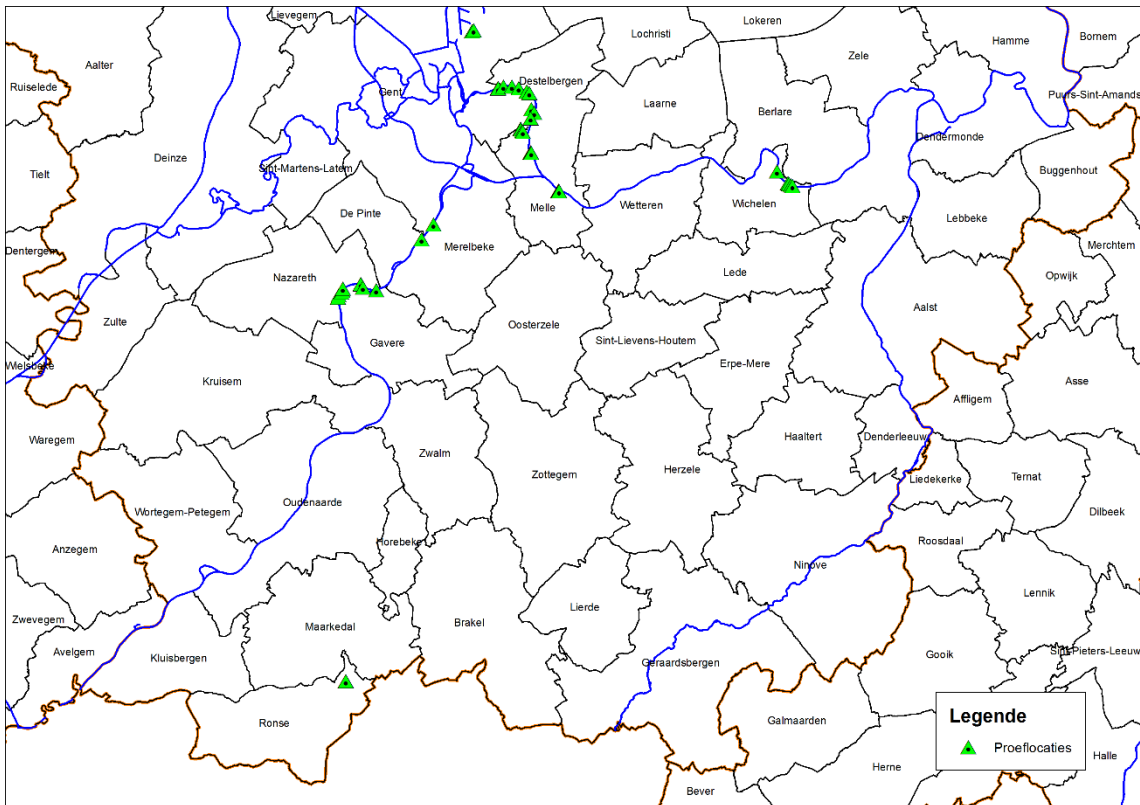 Lievegem
Lokeren
Bornem
Lochristi
Hamme
Zele
Aalter
Destelbergen
Ruiselede
Gent
Puurs-Sint-Amands
Laarne
Berlare
Dendermonde
Deinze
Sint-Martens-Latem
Tielt
Buggenhout
Wetteren
Wichelen
Melle
De Pinte
Lebbeke
Dentergem
Merelbeke
Merchtem
Lede
Opwijk
Nazareth
Aalst
Zulte
Oosterzele
Sint-Lievens-Houtem
Gavere
Erpe-Mere
Wielsbeke
Asse
Kruisem
Affligem
Waregem
Haaltert
Denderleeuw
Zwalm
Zottegem
Herzele
Ternat
Liedekerke
Oudenaarde
Wortegem-Petegem
Dilbeek
Horebeke
Roosdaal
Anzegem
Ninove
Lennik
Lierde
Zwevegem
Brakel
Maarkedal
Sint-Pieters-Leeuw
Gooik
Avelgem
Kluisbergen
Geraardsbergen
Ronse
Galmaarden
Legende
Proeflocaties
Halle
Herne
Bever